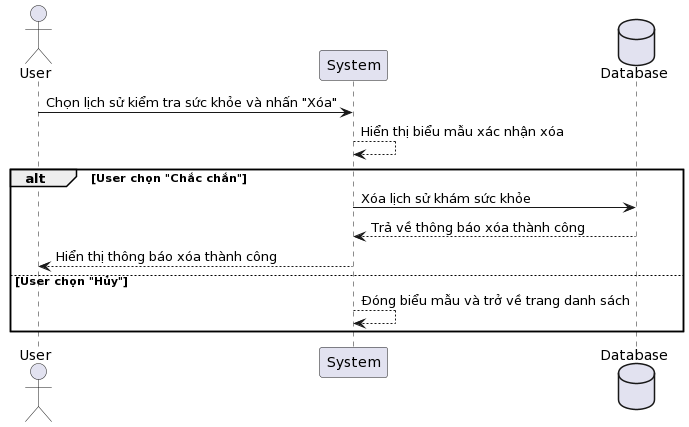 User
System
Database
Chọn lịch sử kiểm tra sức khỏe và nhấn "Xóa"
Hiển thị biểu mẫu xác nhận xóa
alt [User chọn "Chắc chắn"]
Xóa lịch sử khám sức khỏe
Trả về thông báo xóa thành công
Hiển thị thông báo xóa thành công
[User chọn "Hủy"]
Đóng biểu mẫu và trở về trang danh sách
User
System
Database